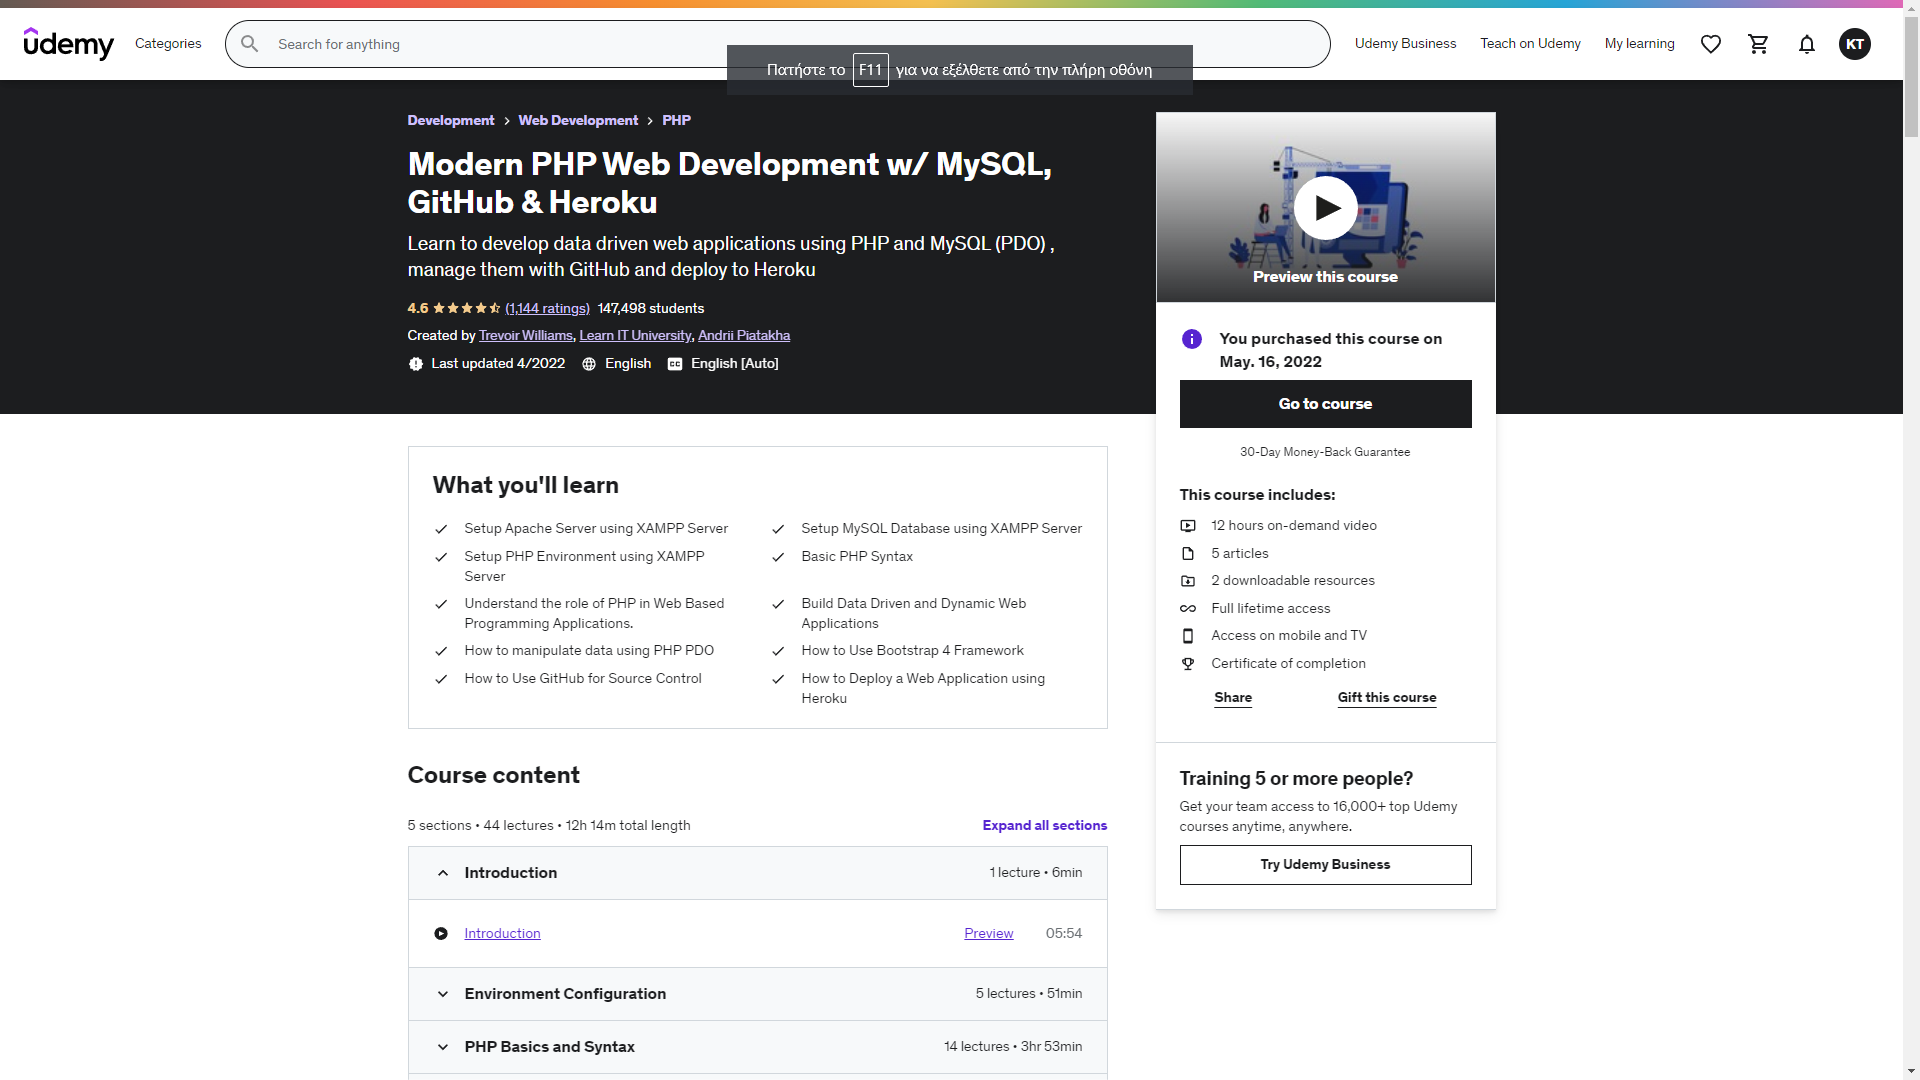 udemy
Categories
Search for anything
Udemy Business
Teach on Udemy
My learning
KT
Πατήστε το F11 για να εξέλθετε από την πλήρη οθόνη
Development > Web Development > PHP
Modern PHP Web Development w/ MySQL,
GitHub & Heroku
Learn to develop data driven web applications using PHP and MySQL (PDO) ,
manage them with GitHub and deploy to Heroku
4.6 (1,144 ratings) 147,498 students
Created by Trevoir Williams, Learn IT University, Andrii Piatakha
Last updated 4/2022 English CC English [Auto]
Preview this course
You purchased this course on
May. 16, 2022
Go to course
30-Day Money-Back Guarantee
This course includes:
12 hours on-demand video
5 articles
2 downloadable resources
Full lifetime access
Access on mobile and TV
Certificate of completion
Share
Gift this course
Training 5 or more people?
Get your team access to 16,000+ top Udemy
courses anytime, anywhere.
Try Udemy Business
What you'll learn
Setup Apache Server using XAMPP Server
Setup MySQL Database using XAMPP Server
Setup PHP Environment using XAMPP
Server
Basic PHP Syntax
Understand the role of PHP in Web Based
Programming Applications.
Build Data Driven and Dynamic Web
Applications
How to manipulate data using PHP PDO
How to Use Bootstrap 4 Framework
How to Use GitHub for Source Control
How to Deploy a Web Application using
Heroku
Course content
5 sections • 44 lectures • 12h 14m total length
Expand all sections
Introduction
1 lecture • 6min
Introduction
Preview
05:54
Environment Configuration
5 lectures • 51min
PHP Basics and Syntax
14 lectures • 3hr 53min